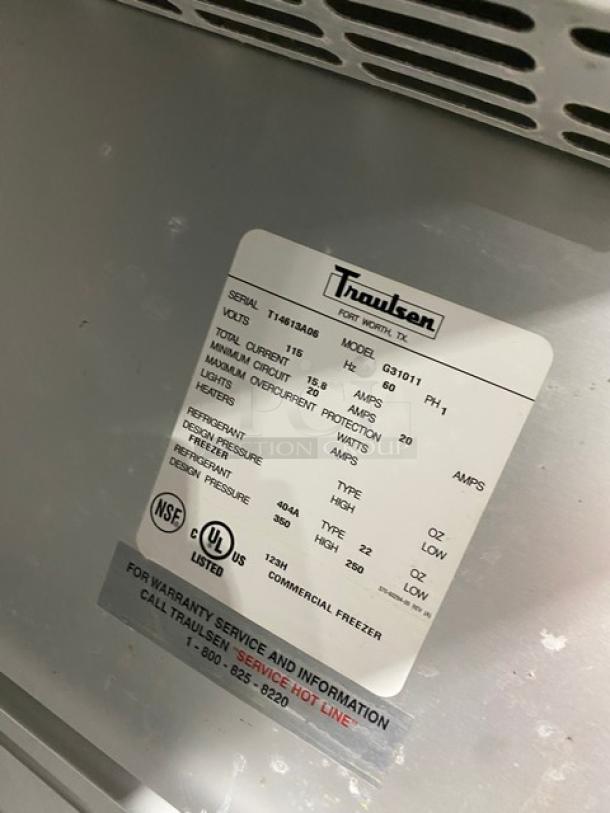 Traulsen
FORT WORTH, TX.
SERIAL T14613A06 MODEL G31011
VOLTS 115 Hz 60 PH 1
TOTAL CURRENT 15.8 AMPS
MINIMUM CIRCUIT 20 AMPS
MAXIMUM OVERCURRENT PROTECTION 20 AMPS
LIGHTS WATTS
HEATERS AMPS
REFRIGERANT TYPE OZ
DESIGN PRESSURE HIGH LOW
FREEZER
REFRIGERANT 404A TYPE 22 OZ
DESIGN PRESSURE 350 HIGH 250 LOW
NSF®
C UL® US
LISTED
123H
COMMERCIAL FREEZER
FOR WARRANTY SERVICE AND INFORMATION
CALL TRAULSEN "SERVICE HOT LINE"
1 - 800 - 825 - 8220
AUCTION GROUP